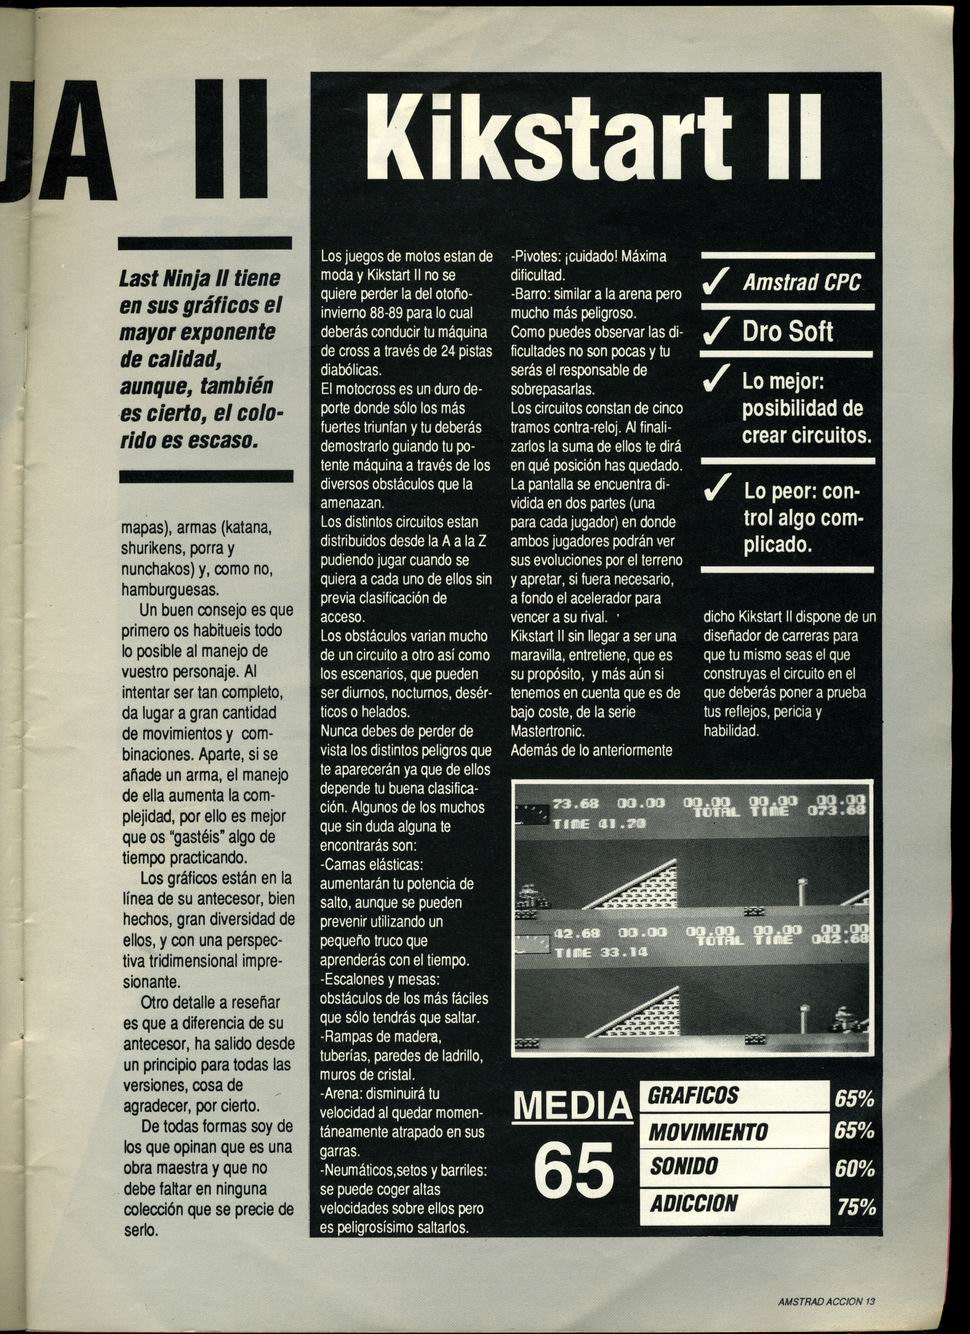 JA II
Last Ninja II tiene
en sus gráficos el
mayor exponente
de calidad,
aunque, también
es cierto, el colo-
rido es escaso.
mapas), armas (katana,
shurikens, porra y
nunchakos) y, como no,
hamburguesas.
Un buen consejo es que
primero os habitueis todo
lo posible al manejo de
vuestro personaje. Al
intentar ser tan completo,
da lugar a gran cantidad
de movimientos y com-
binaciones. Aparte, si se
añade un arma, el manejo
de ella aumenta la com-
plejidad, por ello es mejor
que os "gastéis" algo de
tiempo practicando.
Los gráficos están en la
línea de su antecesor, bien
hechos, gran diversidad de
ellos, y con una perspec-
tiva tridimensional impre-
sionante.
Otro detalle a reseñar
es que a diferencia de su
antecesor, ha salido desde
un principio para todas las
versiones, cosa de
agradecer, por cierto.
De todas formas soy de
los que opinan que es una
obra maestra y que no
debe faltar en ninguna
colección que se precie de
serlo.
Kikstart II
Los juegos de motos estan de
moda y Kikstart II no se
quiere perder la del otoño-
invierno 88-89 para lo cual
deberás conducir tu máquina
de cross a través de 24 pistas
diabólicas.
El motocross es un duro de-
porte donde sólo los más
fuertes triunfan y tu deberás
demostrarlo guiando tu po-
tente máquina a través de los
diversos obstáculos que la
amenazan.
Los distintos circuitos estan
distribuidos desde la A a la Z
pudiendo jugar cuando se
quiera a cada uno de ellos sin
previa clasificación de
acceso.
Los obstáculos varian mucho
de un circuito a otro así como
los escenarios, que pueden
ser diurnos, nocturnos, desér-
ticos o helados.
Nunca debes de perder de
vista los distintos peligros que
te aparecerán ya que de ellos
depende tu buena clasifica-
ción. Algunos de los muchos
que sin duda alguna te
encontrarás son:
-Camas elásticas:
aumentarán tu potencia de
salto, aunque se pueden
prevenir utilizando un
pequeño truco que
aprenderás con el tiempo.
-Escalones y mesas:
obstáculos de los más fáciles
que sólo tendrás que saltar.
-Rampas de madera,
tuberías, paredes de ladrillo,
muros de cristal.
-Arena: disminuirá tu
velocidad al quedar momen-
táneamente atrapado en sus
garras.
-Neumáticos,setos y barriles:
se puede coger altas
velocidades sobre ellos pero
es peligrosísimo saltarlos.
-Pivotes: ¡cuidado! Máxima
dificultad.
-Barro: similar a la arena pero
mucho más peligroso.
Como puedes observar las di-
ficultades no son pocas y tu
serás el responsable de
sobrepasarlas.
Los circuitos constan de cinco
tramos contra-reloj. Al finali-
zarlos la suma de ellos te dirá
en qué posición has quedado.
La pantalla se encuentra di-
vidida en dos partes (una
para cada jugador) en donde
ambos jugadores podrán ver
sus evoluciones por el terreno
y apretar, si fuera necesario,
a fondo el acelerador para
vencer a su rival.
Kikstart II sin llegar a ser una
maravilla, entretiene, que es
su propósito, y más aún si
tenemos en cuenta que es de
bajo coste, de la serie
Mastertronic.
Además de lo anteriormente
✓ Amstrad CPC
✓ Dro Soft
✓ Lo mejor:
posibilidad de
crear circuitos.
✓ Lo peor: con-
trol algo com-
plicado.
dicho Kikstart II dispone de un
diseñador de carreras para
que tu mismo seas el que
construyas el circuito en el
que deberás poner a prueba
tus reflejos, pericia y
habilidad.
73.68 00.00 00.00 00.00 00.00
TOTAL TIME 073.68
TIME 41.70
42.68 00.00 00.00 00.00 00.00
TOTAL TIME 042.68
TIME 33.14
MEDIA
65
GRAFICOS 65%
MOVIMIENTO 65%
SONIDO 60%
ADICCION 75%
AMSTRAD ACCION 13